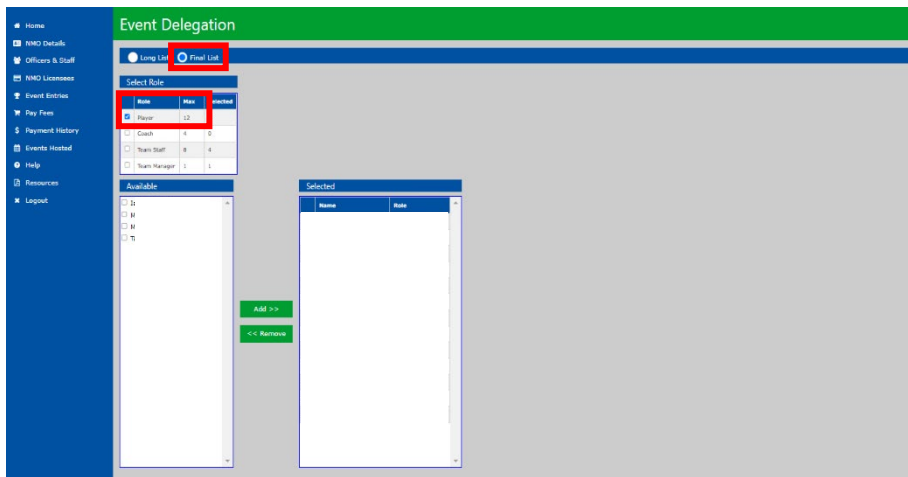 Event Delegation
Home
NMO Details
Officers & Staff
NMO Licensees
Event Entries
Pay Fees
Payment History
Events Hosted
Help
Resources
Logout
Long List Final List
Select Role
Role Max Selected
Player 12
Coach 4 0
Team Staff 8 4
Team Manager 1 1
Available
M
M
Ti
Add >>
<< Remove
Selected
Name Role